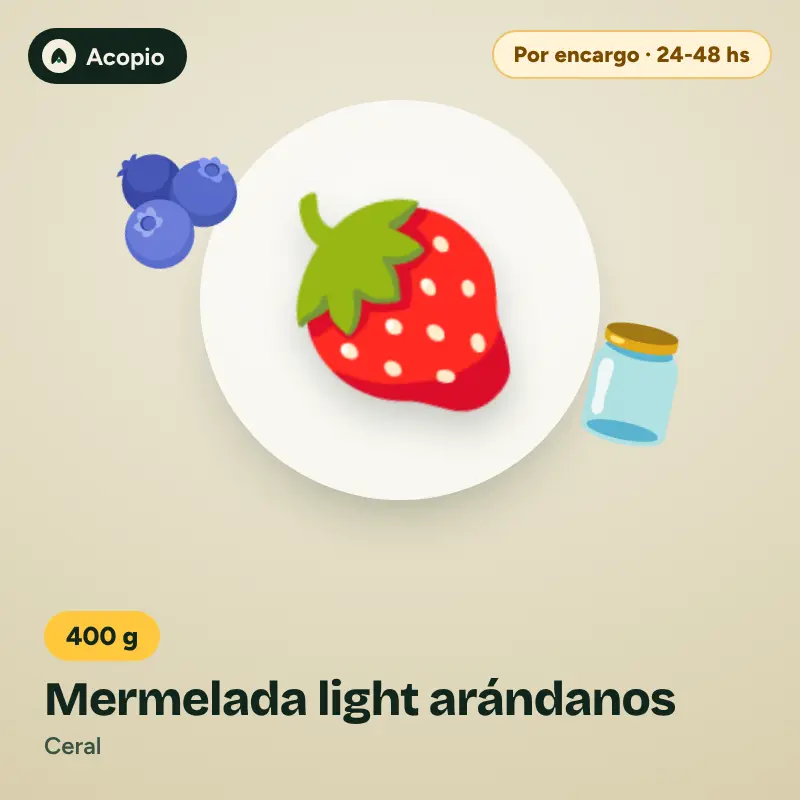 Acopio
Por encargo · 24-48 hs
400 g
Mermelada light arándanos
Ceral